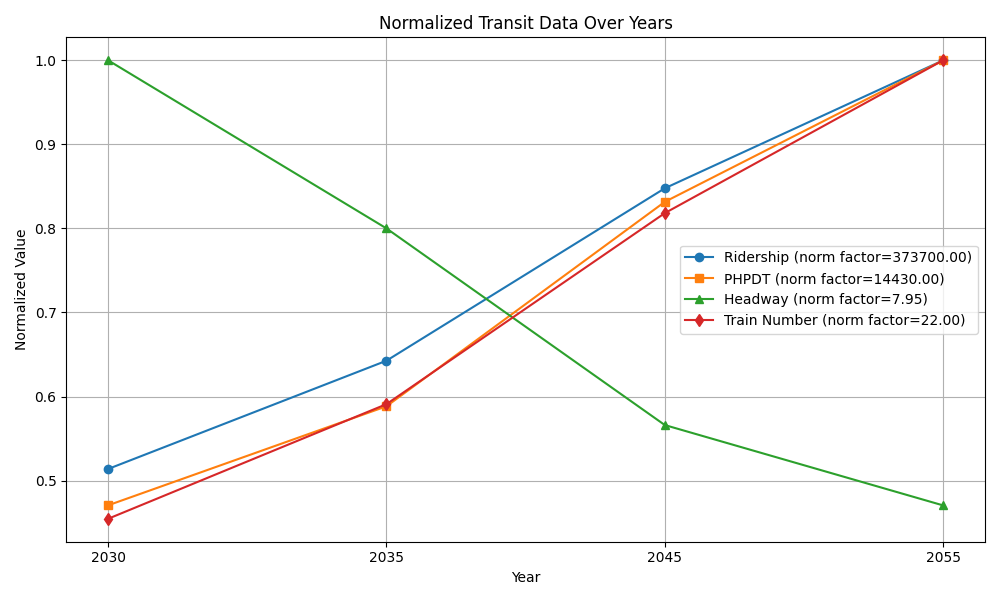 Normalized Transit Data Over Years
Normalized Value
1.0
0.9
0.8
0.7
0.6
0.5
Ridership (norm factor=373700.00)
PHPDT (norm factor=14430.00)
Headway (norm factor=7.95)
Train Number (norm factor=22.00)
2030 2035 2045 2055
Year